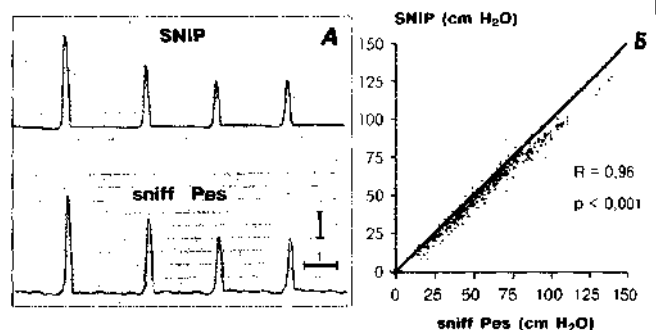 A
SNIP
sniff Pes
1
SNIP (cm H₂O)
Б
150
125
100
75
50
25
0
R = 0,96
p < 0,001
0 25 50 75 100 125 150
sniff Pes (cm H₂O)